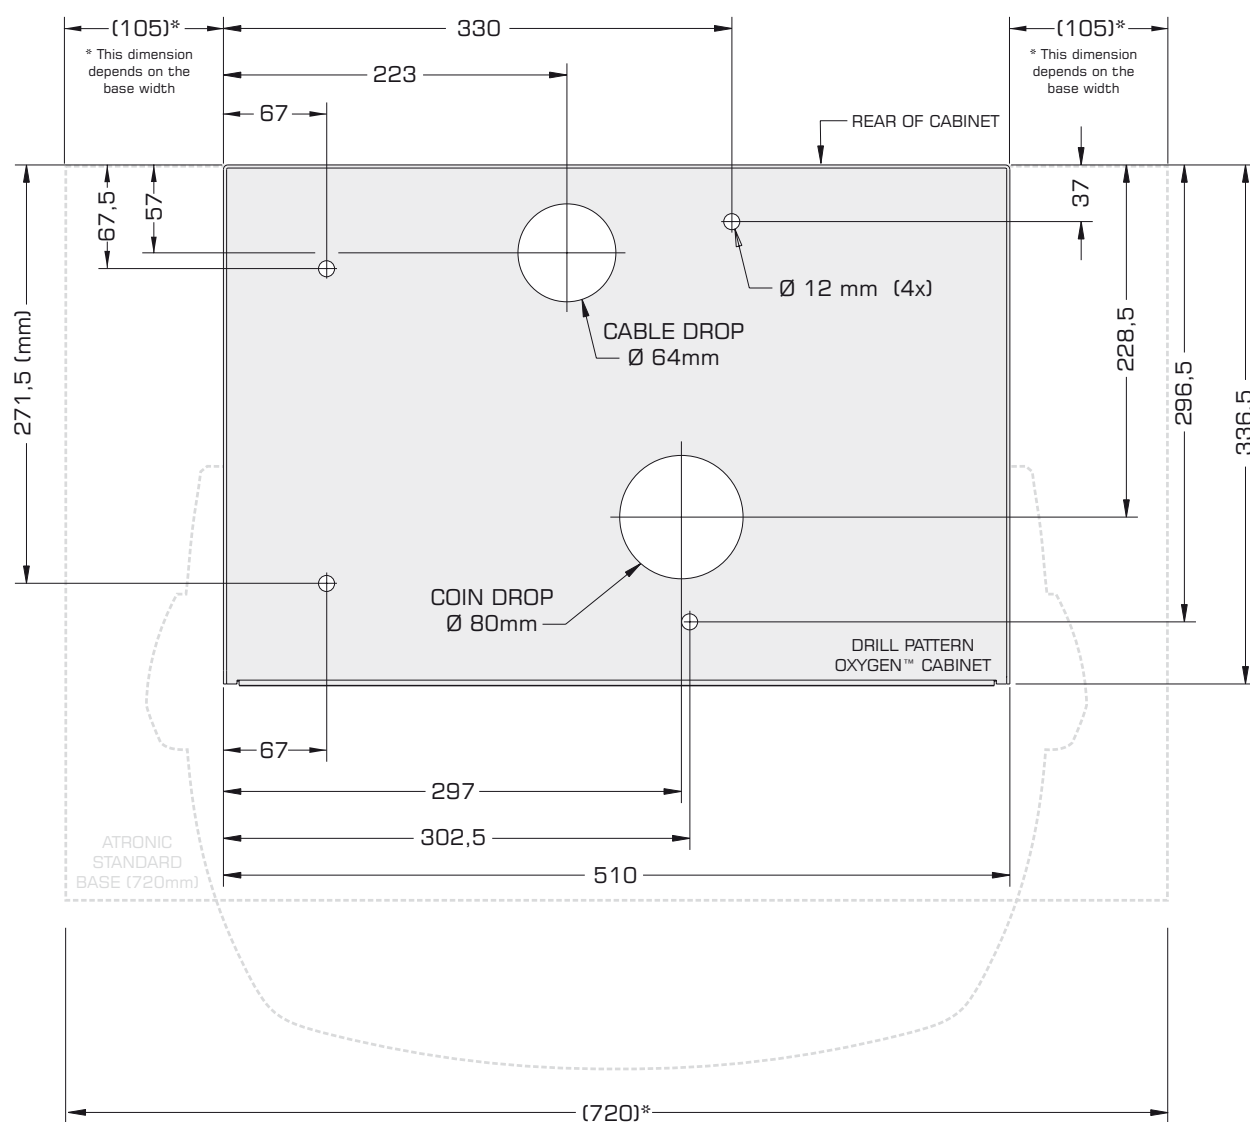 (105)*
330
(105)*
* This dimension
depends on the
base width
* This dimension
depends on the
base width
223
67
REAR OF CABINET
67,5
57
37
Ø 12 mm (4x)
CABLE DROP
Ø 64mm
271,5 (mm)
228,5
296,5
336,5
COIN DROP
Ø 80mm
DRILL PATTERN
OXYGEN™ CABINET
67
297
302,5
510
ATRONIC
STANDARD
BASE (720mm)
(720)*